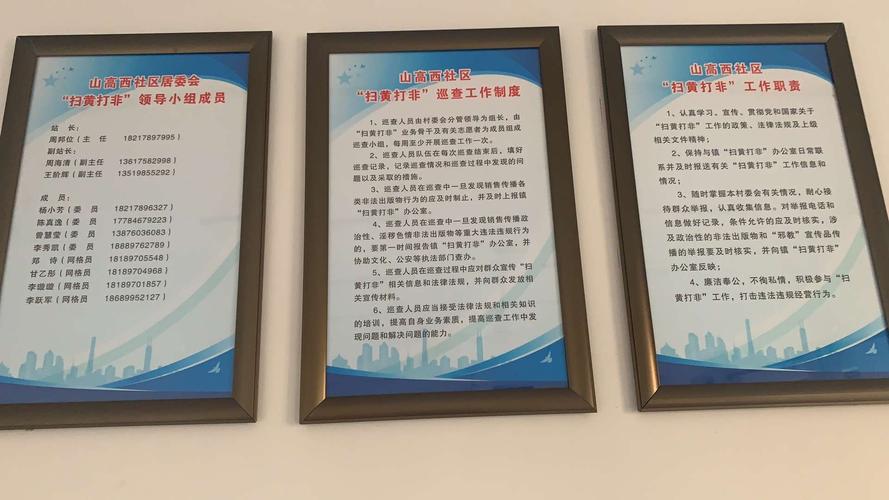 山高西社区居委会
“扫黄打非”领导小组成员
站 长：
周邦位（主 任 18217897995）
副站长：
周海清（副主任 13617582998）
王阶辉（副主任 13519855292）
成 员：
杨小芳（委 员 18217896327）
陈真逸（委 员 17784679223）
曾慧莹（委 员 13876036083）
李秀凯（委 员 18889762789）
郑 诗（网格员 18189705548）
甘乙彤（网格员 18189704968）
李璇璇（网格员 18189701857）
李跃军（网格员 18689952127）
山高西社区
“扫黄打非”巡查工作制度
1、巡查人员由村委会分管领导为组长，由
“扫黄打非”业务骨干及有关志愿者为成员组成
巡查小组，每周至少开展巡查工作一次。
2、巡查人员队伍在每次巡查结束后，填好
巡查记录，记录巡查情况和巡查过程中发现的问
题以及采取的措施。
3、巡查人员在巡查中一旦发现销售传播各
类非法出版物行为的应及时制止，并及时上报镇
“扫黄打非”办公室。
4、巡查人员在巡查中一旦发现销售传播政
治性、淫秽色情非法出版物等重大违法违规行为
的，要第一时间报告镇“扫黄打非”办公室，并
协助文化、公安等执法部门查办。
5、巡查人员在巡查过程中应对群众宣传“扫
黄打非”相关信息和法律法规，并向群众发放相
关宣传材料。
6、巡查人员应当接受法律法规和相关知识
的培训，提高自身业务素质，提高巡查工作中发
现问题和解决问题的能力。
山高西社区
“扫黄打非”工作职责
1、认真学习、宣传、贯彻党和国家关于
“扫黄打非”工作的政策、法律法规及上级
相关文件精神；
2、保持与镇“扫黄打非”办公室日常联
系并及时报送有关“扫黄打非”工作信息和
情况；
3、随时掌握本村委会有关情况，耐心接
待群众举报，认真收集信息。对举报电话和
信息做好记录，条件允许的应及时核实，涉
及政治性的非法出版物和“邪教”宣传品传
播的举报要及时核实，并向镇“扫黄打非”
办公室反映；
4、廉洁奉公，不徇私情，积极参与“扫
黄打非”工作，打击违法违规经营行为。